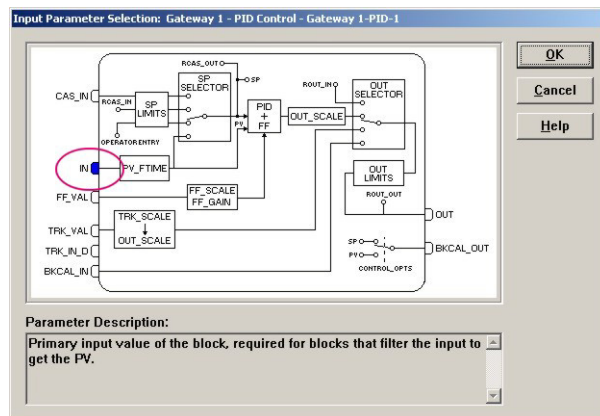 Input Parameter Selection: Gateway 1 - PID Control - Gateway 1-PID-1
OK
Cancel
Help
RCAS_OUT
SP
SP
SELECTOR
CAS_IN
RCAS_IN
SP
LIMITS
OPERATOR ENTRY
ROUT_IN
OUT
SELECTOR
PID
+
FF
PV
OUT_SCALE
IN
PV_FTIME
OUT
LIMITS
FF_VAL
FF_SCALE
FF_GAIN
ROUT_OUT
OUT
TRK_VAL
TRK_SCALE
OUT_SCALE
TRK_IN_D
SP
PV
BKCAL_OUT
CONTROL_OPTS
BKCAL_IN
Parameter Description:
Primary input value of the block, required for blocks that filter the input to
get the PV.